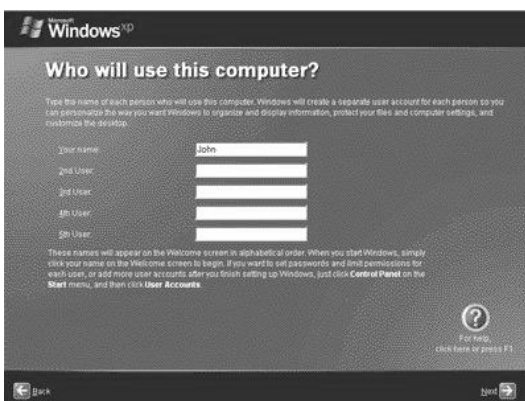 Microsoft
Windows xp
Who will use this computer?
Type the name of each person who will use this computer. Windows will create a separate user account for each person so you
can personalize the way you want Windows to organize and display information, protect your files and computer settings, and
customize the desktop.
Your name: John
2nd User:
3rd User:
4th User:
5th User:
These names will appear on the Welcome screen in alphabetical order. When you start Windows, simply
click your name on the Welcome screen to begin. If you want to set passwords and limit permissions for
each user, or add more user accounts after you finish setting up Windows, just click Control Panel on the
Start menu, and then click User Accounts.
For help,
click here or press F1.
Back
Next